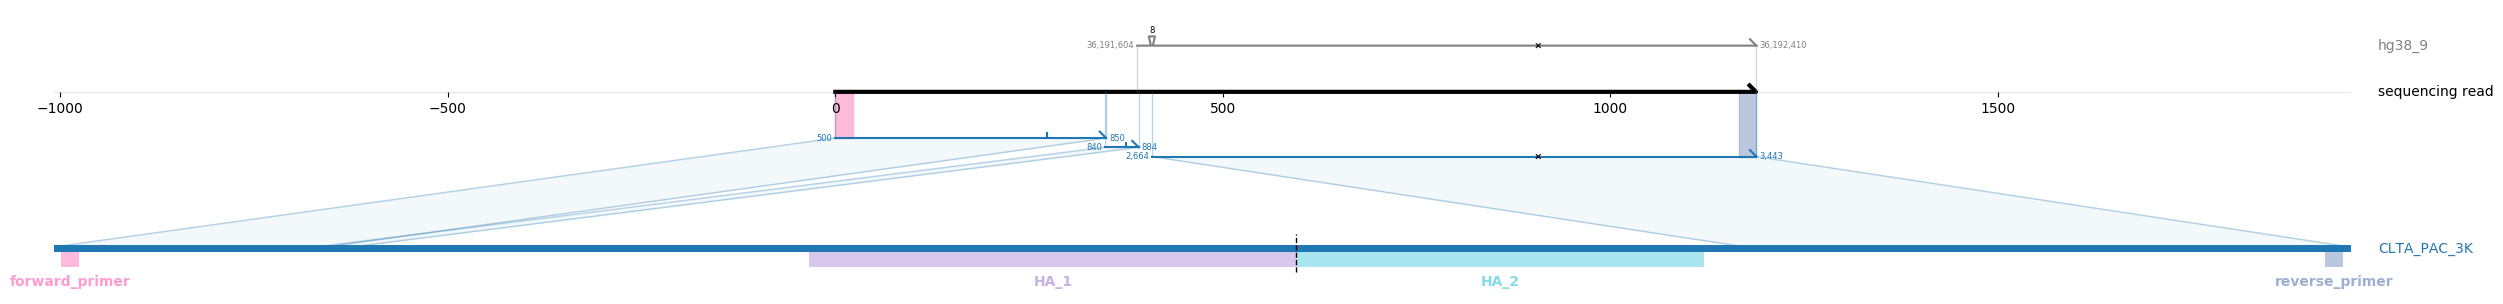 8
36,191,604
36,192,410
hg38_9
sequencing read
−1000
−500
0
500
1000
1500
500
850
840
884
2,664
3,443
CLTA_PAC_3K
forward_primer
HA_1
HA_2
reverse_primer